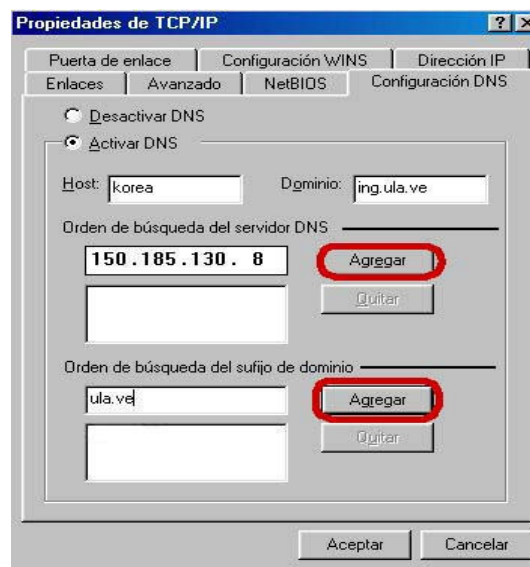 Propiedades de TCP/IP
Puerta de enlace Configuración WINS Dirección IP
Enlaces Avanzado NetBIOS Configuración DNS
Desactivar DNS
Activar DNS
Host: korea Dominio: ing.ula.ve
Orden de búsqueda del servidor DNS
150.185.130. 8 Agregar
Quitar
Orden de búsqueda del sufijo de dominio
ula.ve Agregar
Quitar
Aceptar Cancelar